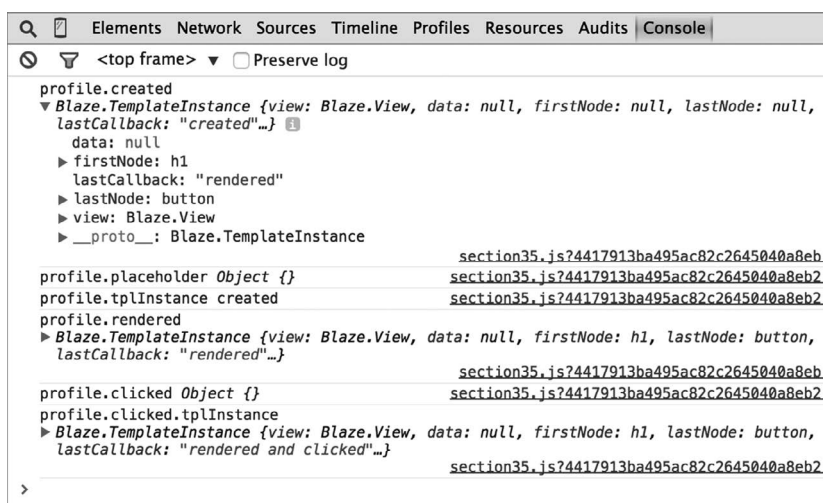 Elements Network Sources Timeline Profiles Resources Audits Console
<top frame> ▼ Preserve log
profile.created
▼ Blaze.TemplateInstance {view: Blaze.View, data: null, firstNode: null, lastNode: null,
lastCallback: "created"…} i
data: null
▶ firstNode: h1
lastCallback: "rendered"
▶ lastNode: button
▶ view: Blaze.View
▶ __proto__: Blaze.TemplateInstance
section35.js?4417913ba495ac82c2645040a8eb
profile.placeholder Object {} section35.js?4417913ba495ac82c2645040a8eb2
profile.tplInstance created section35.js?4417913ba495ac82c2645040a8eb2
profile.rendered
▶ Blaze.TemplateInstance {view: Blaze.View, data: null, firstNode: h1, lastNode: button,
lastCallback: "rendered"…}
section35.js?4417913ba495ac82c2645040a8eb
profile.clicked Object {} section35.js?4417913ba495ac82c2645040a8eb2
profile.clicked.tplInstance
▶ Blaze.TemplateInstance {view: Blaze.View, data: null, firstNode: h1, lastNode: button,
lastCallback: "rendered and clicked"…}
section35.js?4417913ba495ac82c2645040a8eb2
>